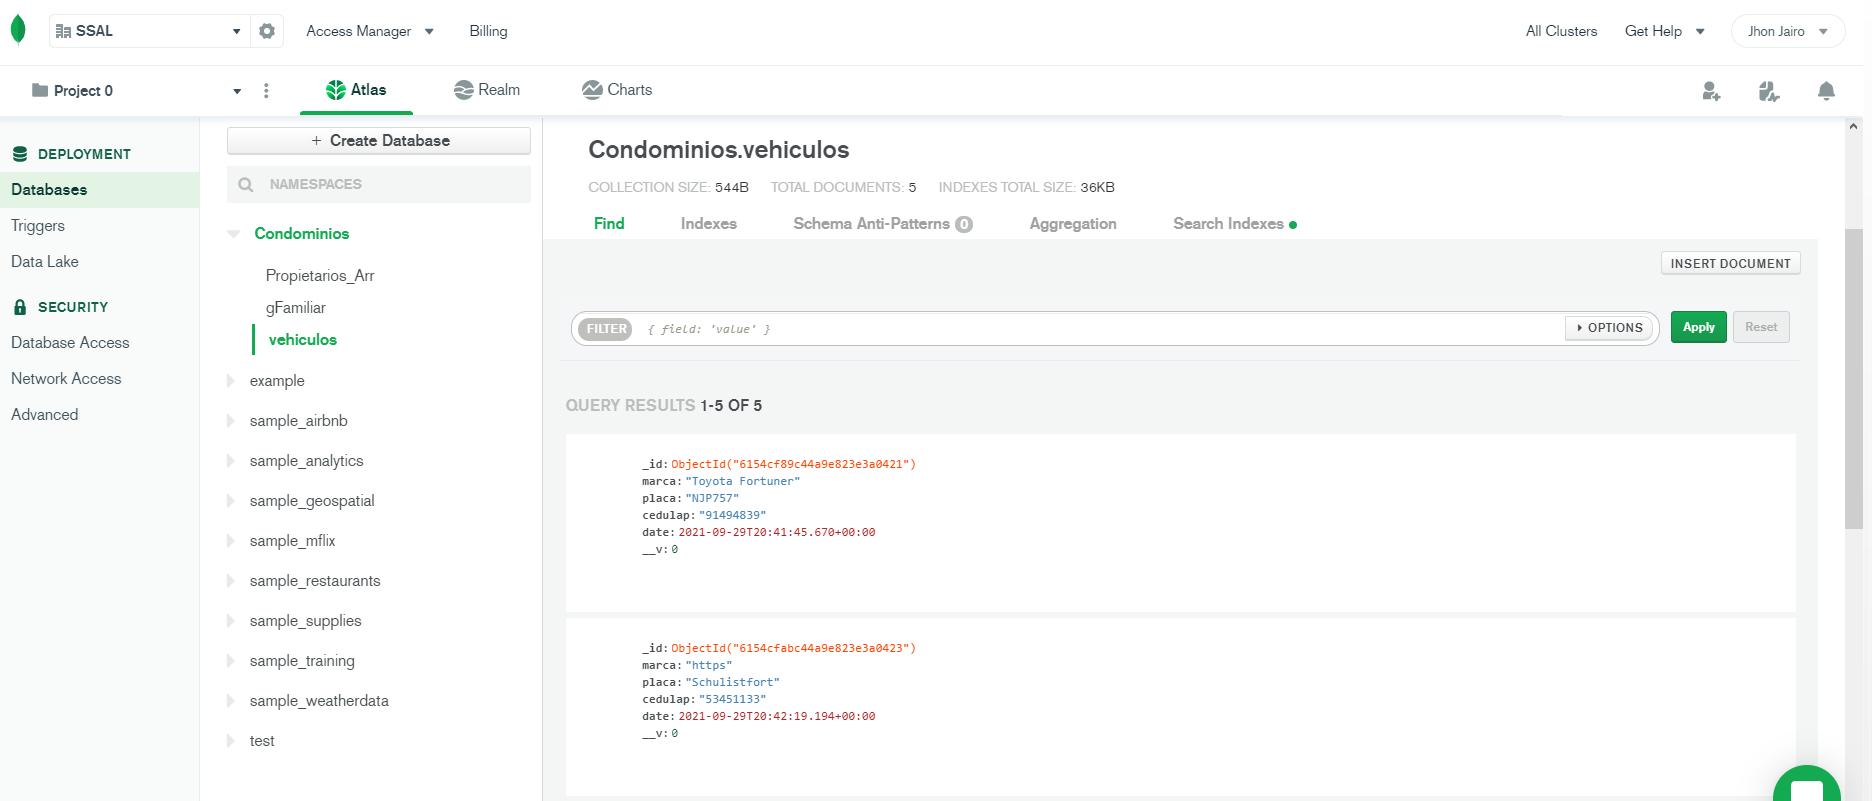 SSAL
Access Manager
Billing
All Clusters
Get Help
Jhon Jairo
Project 0
Atlas
Realm
Charts
DEPLOYMENT
Databases
Triggers
Data Lake
SECURITY
Database Access
Network Access
Advanced
+ Create Database
NAMESPACES
Condominios
Propietarios_Arr
gFamiliar
vehiculos
example
sample_airbnb
sample_analytics
sample_geospatial
sample_mflix
sample_restaurants
sample_supplies
sample_training
sample_weatherdata
test
Condominios.vehiculos
COLLECTION SIZE: 544B TOTAL DOCUMENTS: 5 INDEXES TOTAL SIZE: 36KB
Find Indexes Schema Anti-Patterns 0 Aggregation Search Indexes
INSERT DOCUMENT
FILTER { field: 'value' } OPTIONS Apply Reset
QUERY RESULTS 1-5 OF 5
_id: ObjectId("6154cf89c44a9e823e3a0421")
marca: "Toyota Fortuner"
placa: "NJP757"
cedulap: "91494839"
date: 2021-09-29T20:41:45.670+00:00
__v: 0
_id: ObjectId("6154cfabc44a9e823e3a0423")
marca: "https"
placa: "Schulistfort"
cedulap: "53451133"
date: 2021-09-29T20:42:19.194+00:00
__v: 0